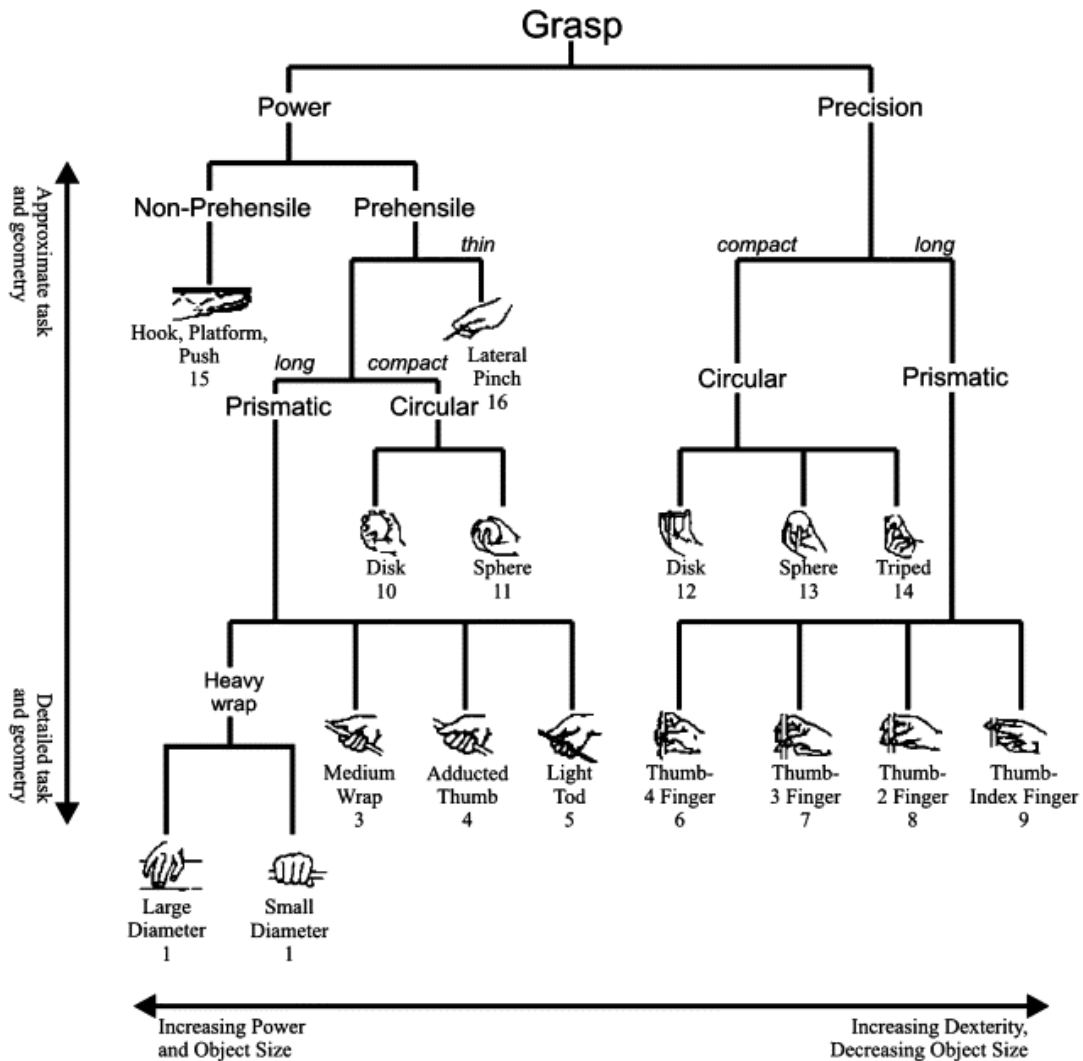 Grasp
Power
Precision
Non-Prehensile
Prehensile
thin
compact
long
Hook, Platform,
Push
15
Lateral
Pinch
16
long
compact
Prismatic
Circular
Circular
Prismatic
Disk
10
Sphere
11
Disk
12
Sphere
13
Triped
14
Heavy
wrap
Medium
Wrap
3
Adducted
Thumb
4
Light
Tod
5
Thumb-
4 Finger
6
Thumb-
3 Finger
7
Thumb-
2 Finger
8
Thumb-
Index Finger
9
Large
Diameter
1
Small
Diameter
1
Approximate task
and geometry
Detailed task
and geometry
Increasing Power
and Object Size
Increasing Dexterity,
Decreasing Object Size